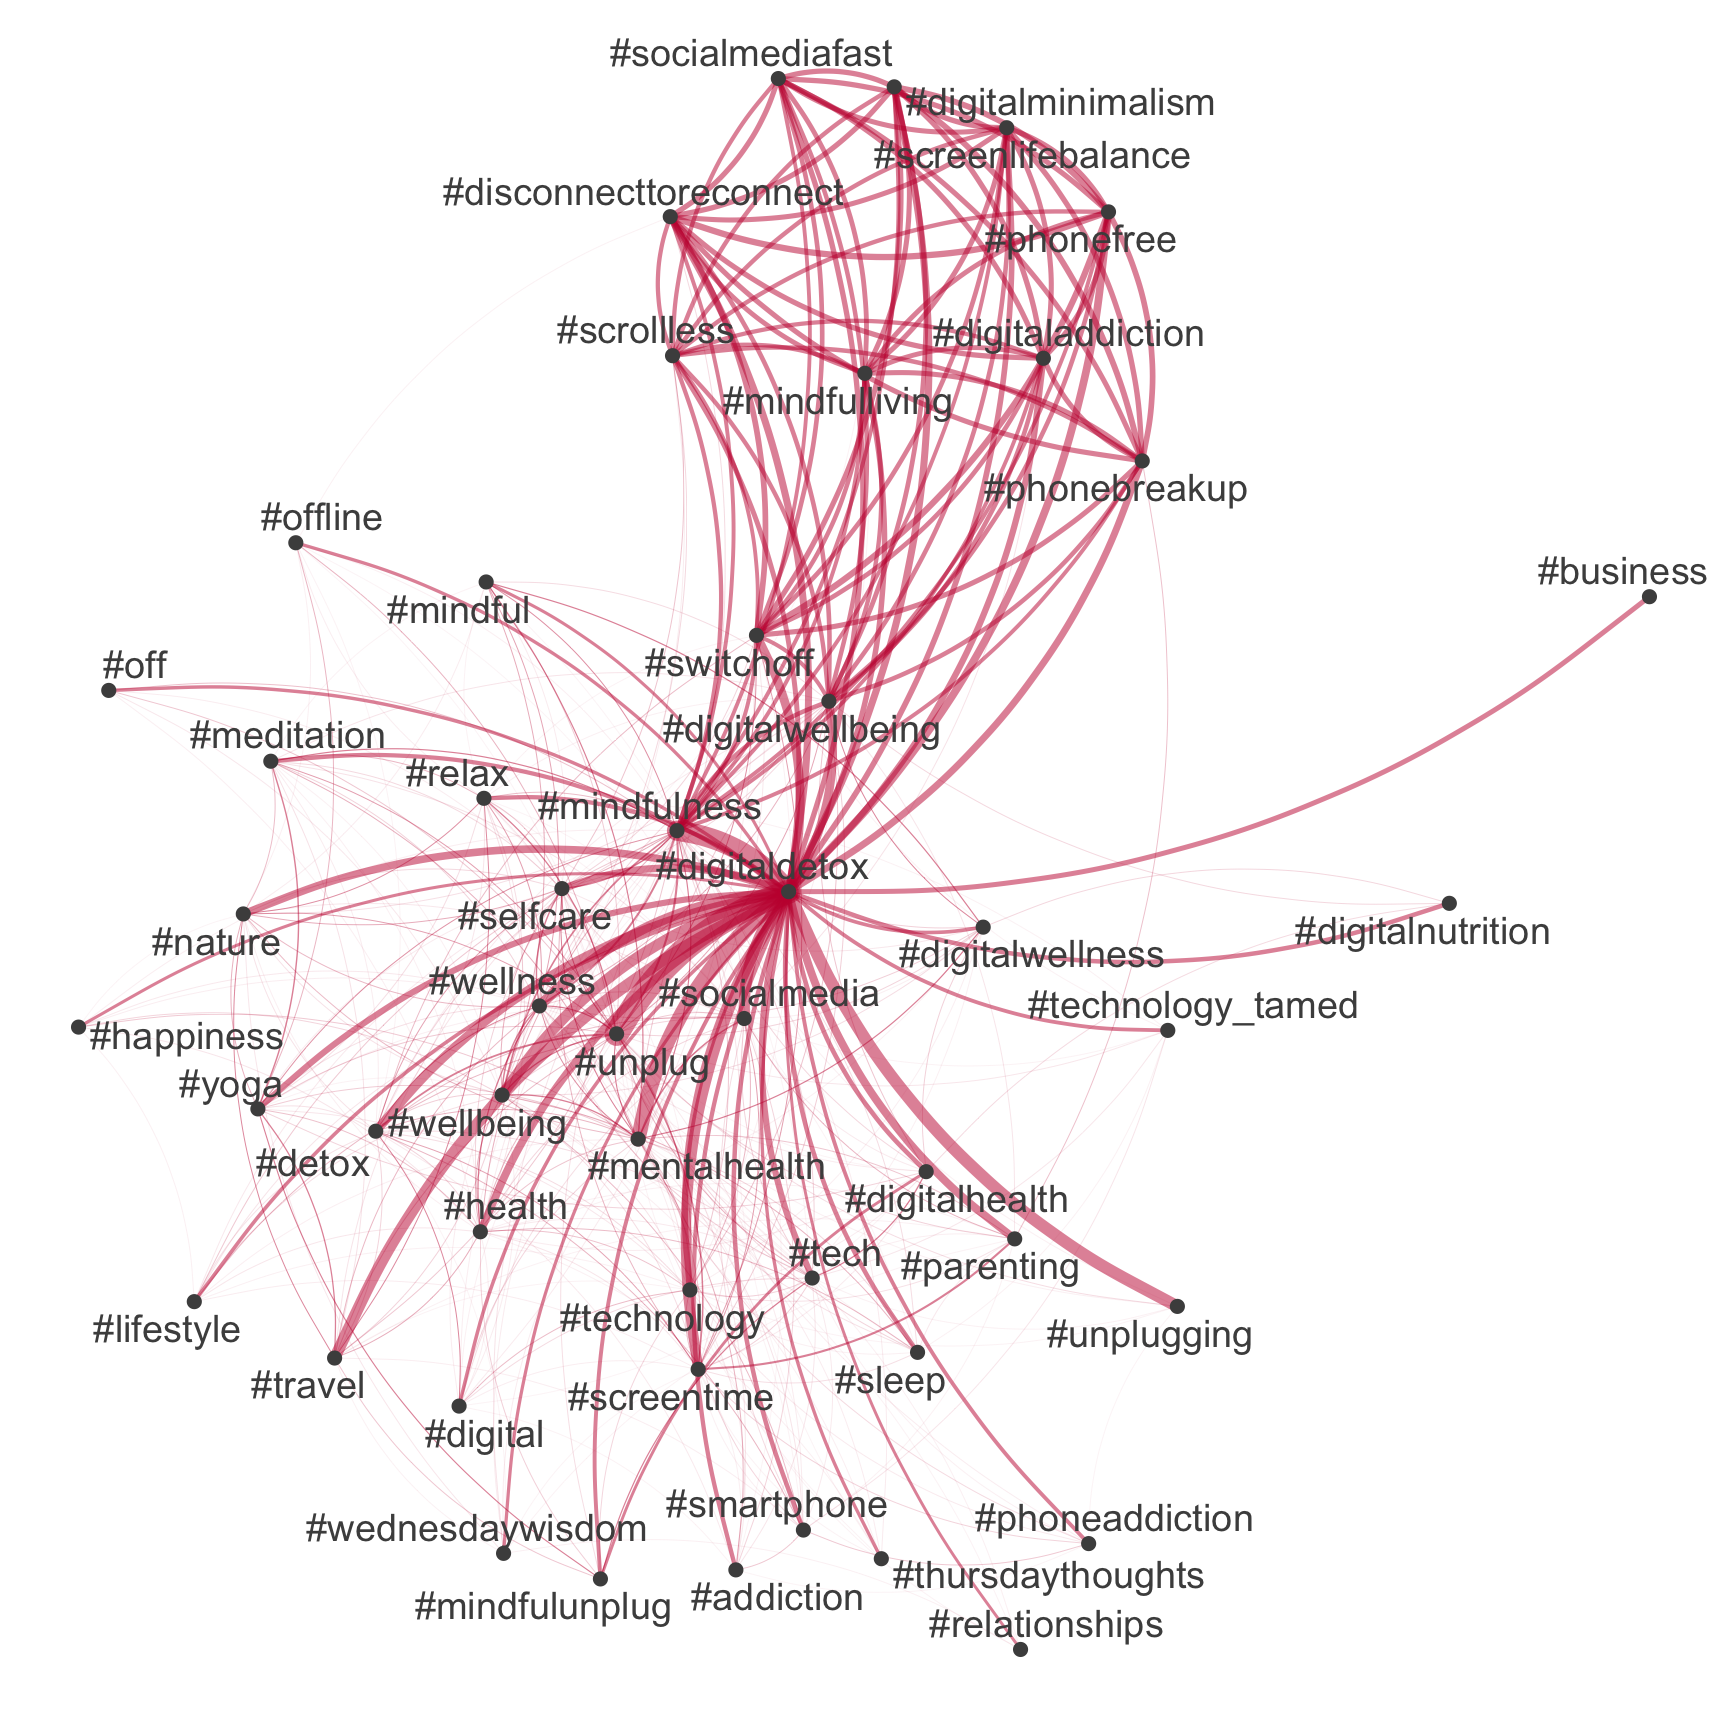 #socialmediafast
#digitalminimalism
#screenlifebalance
#disconnecttoreconnect
#phonefree
#scrollless
#digitaladdiction
#mindfulliving
#phonebreakup
#offline
#business
#mindful
#off
#switchoff
#meditation
#digitalwellbeing
#relax
#mindfulness
#digitaldetox
#selfcare
#nature
#digitalnutrition
#digitalwellness
#wellness
#socialmedia
#technology_tamed
#happiness
#unplug
#yoga
#wellbeing
#detox
#mentalhealth
#health
#digitalhealth
#tech
#parenting
#technology
#lifestyle
#unplugging
#travel
#sleep
#screentime
#digital
#smartphone
#phoneaddiction
#wednesdaywisdom
#thursdaythoughts
#addiction
#mindfulunplug
#relationships